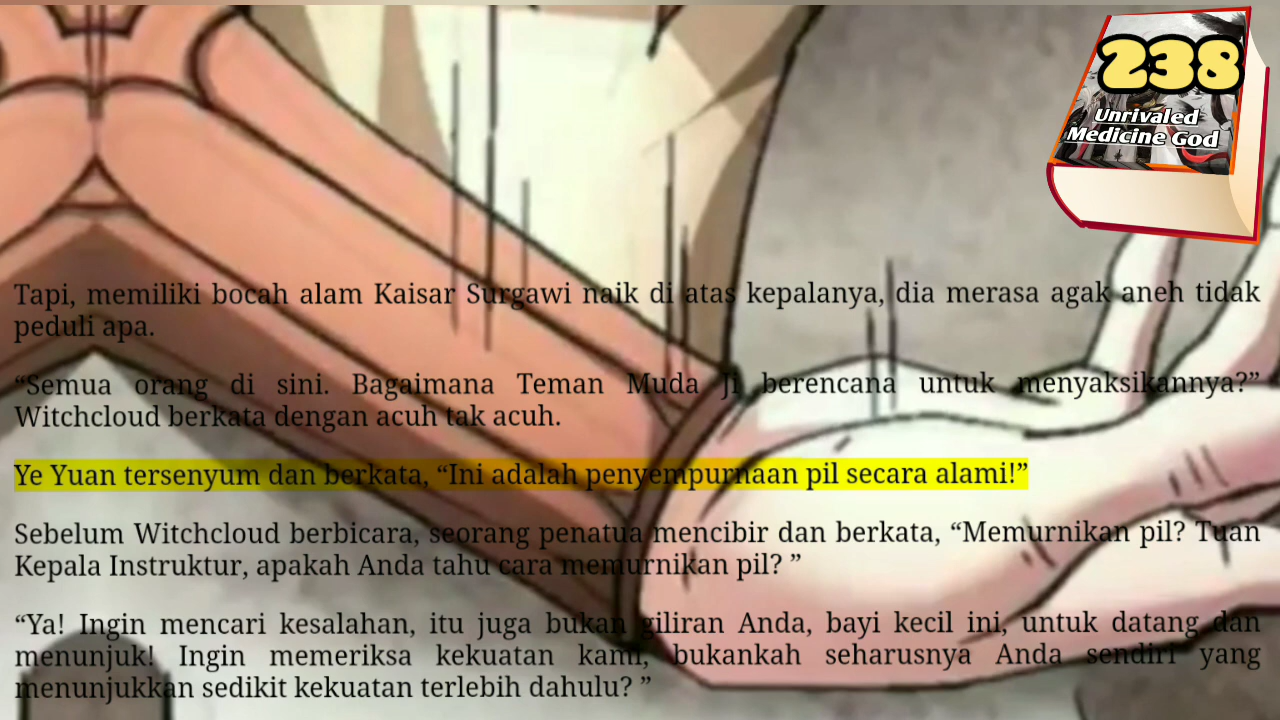 238
Unrivaled
Medicine God
Tapi, memiliki bocah alam Kaisar Surgawi naik di atas kepalanya, dia merasa agak aneh tidak
peduli apa.
“Semua orang di sini. Bagaimana Teman Muda Ji berencana untuk menyaksikannya?”
Witchcloud berkata dengan acuh tak acuh.
Ye Yuan tersenyum dan berkata, “Ini adalah penyempurnaan pil secara alami!”
Sebelum Witchcloud berbicara, seorang penatua mencibir dan berkata, “Memurnikan pil? Tuan
Kepala Instruktur, apakah Anda tahu cara memurnikan pil? ”
“Ya! Ingin mencari kesalahan, itu juga bukan giliran Anda, bayi kecil ini, untuk datang dan
menunjuk! Ingin memeriksa kekuatan kami, bukankah seharusnya Anda sendiri yang
menunjukkan sedikit kekuatan terlebih dahulu? ”